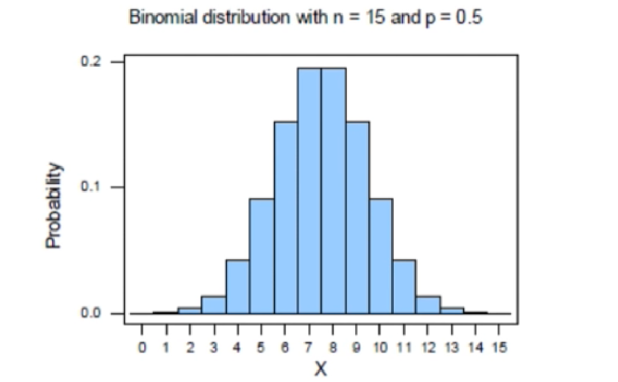 Binomial distribution with n = 15 and p = 0.5
0.2
0.1
0.0
Probability
0 1 2 3 4 5 6 7 8 9 10 11 12 13 14 15
X